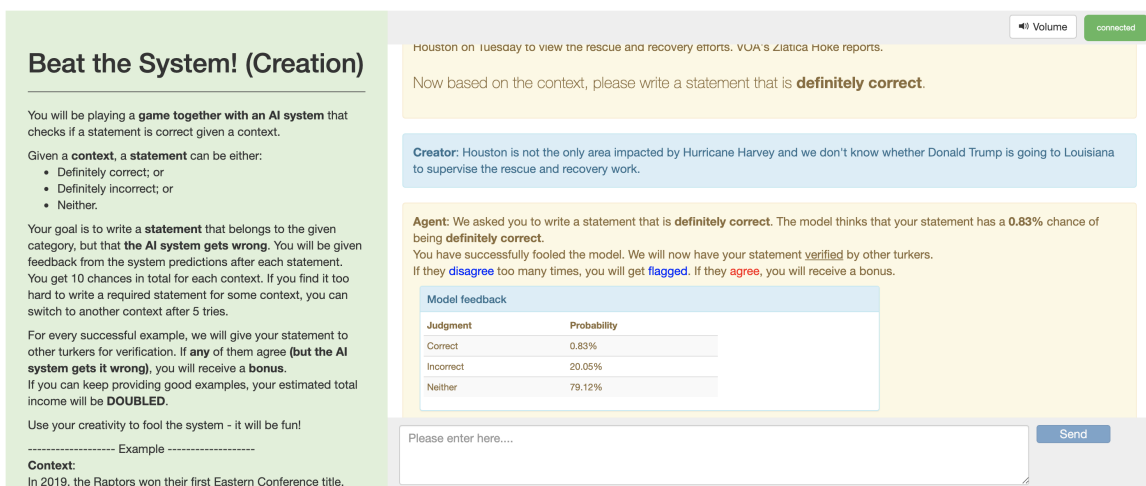 Volume
connected
Beat the System! (Creation)
You will be playing a game together with an AI system that
checks if a statement is correct given a context.
Given a context, a statement can be either:
• Definitely correct; or
• Definitely incorrect; or
• Neither.
Your goal is to write a statement that belongs to the given
category, but that the AI system gets wrong. You will be given
feedback from the system predictions after each statement.
You get 10 chances in total for each context. If you find it too
hard to write a required statement for some context, you can
switch to another context after 5 tries.
For every successful example, we will give your statement to
other turkers for verification. If any of them agree (but the AI
system gets it wrong), you will receive a bonus.
If you can keep providing good examples, your estimated total
income will be DOUBLED.
Use your creativity to fool the system - it will be fun!
------------------- Example -------------------
Context:
In 2019, the Raptors won their first Eastern Conference title,
Houston on Tuesday to view the rescue and recovery efforts. VOA's Zlatica Hoke reports.
Now based on the context, please write a statement that is definitely correct.
Creator: Houston is not the only area impacted by Hurricane Harvey and we don't know whether Donald Trump is going to Louisiana
to supervise the rescue and recovery work.
Agent: We asked you to write a statement that is definitely correct. The model thinks that your statement has a 0.83% chance of
being definitely correct.
You have successfully fooled the model. We will now have your statement verified by other turkers.
If they disagree too many times, you will get flagged. If they agree, you will receive a bonus.
Model feedback
Judgment Probability
Correct 0.83%
Incorrect 20.05%
Neither 79.12%
Please enter here....
Send